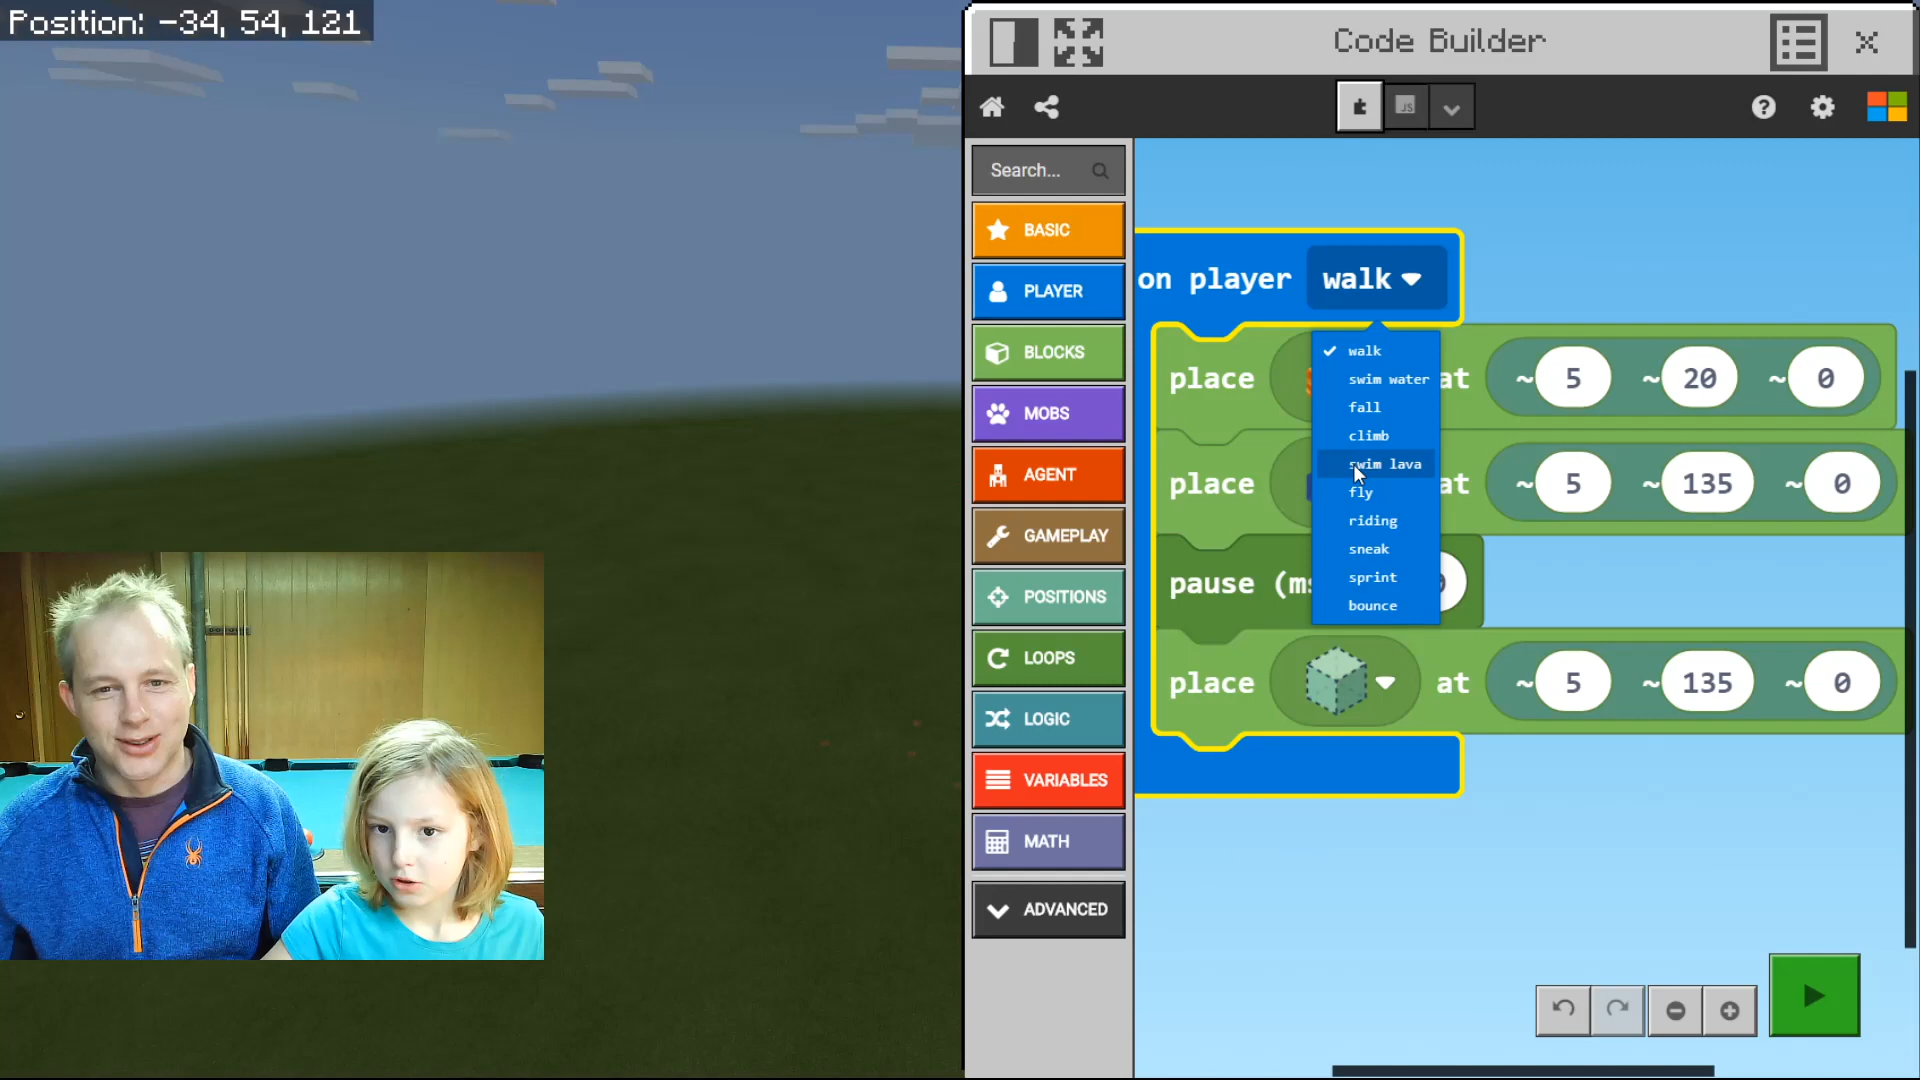 Position: -34, 54, 121
Code Builder
JS
Search...
BASIC
PLAYER
BLOCKS
MOBS
AGENT
GAMEPLAY
POSITIONS
LOOPS
LOGIC
VARIABLES
MATH
ADVANCED
on player walk
walk
swim water
fall
climb
swim lava
fly
riding
sneak
sprint
bounce
place at ~ 5 ~ 20 ~ 0
place at ~ 5 ~ 135 ~ 0
pause (ms
place at ~ 5 ~ 135 ~ 0